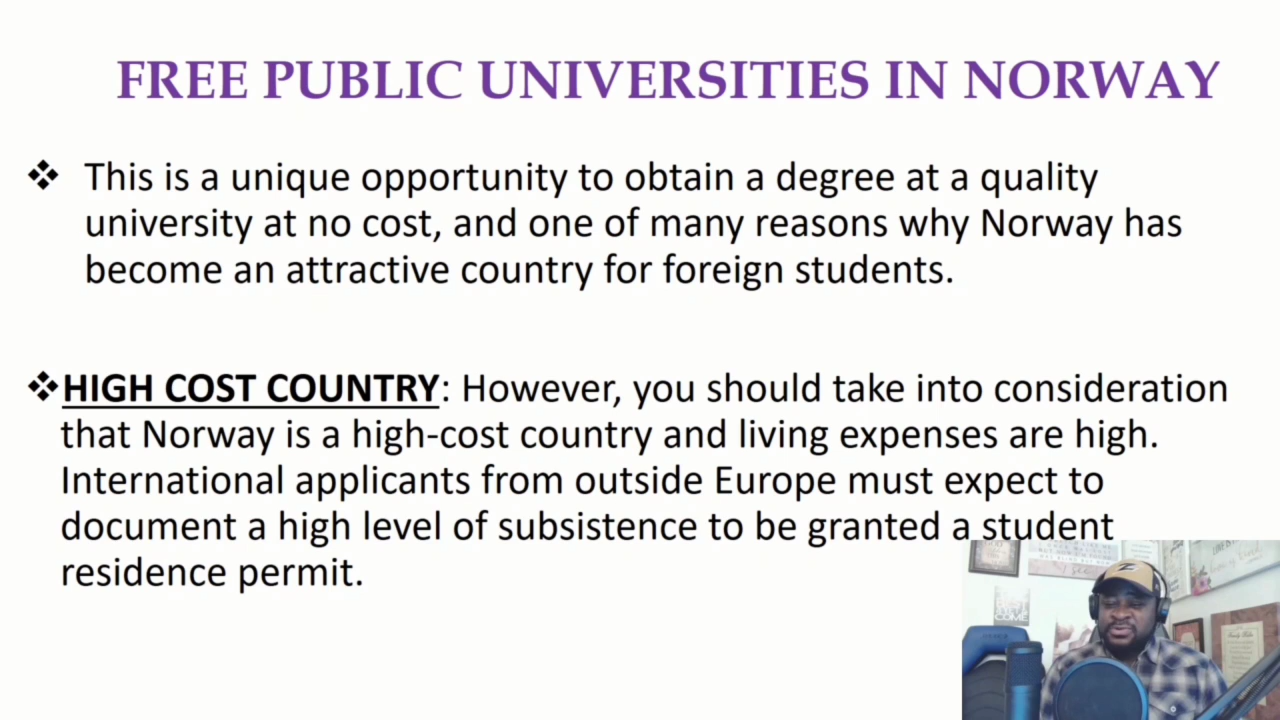 FREE PUBLIC UNIVERSITIES IN NORWAY
❖ This is a unique opportunity to obtain a degree at a quality
university at no cost, and one of many reasons why Norway has
become an attractive country for foreign students.
❖HIGH COST COUNTRY: However, you should take into consideration
that Norway is a high-cost country and living expenses are high.
International applicants from outside Europe must expect to
document a high level of subsistence to be granted a student
residence permit.